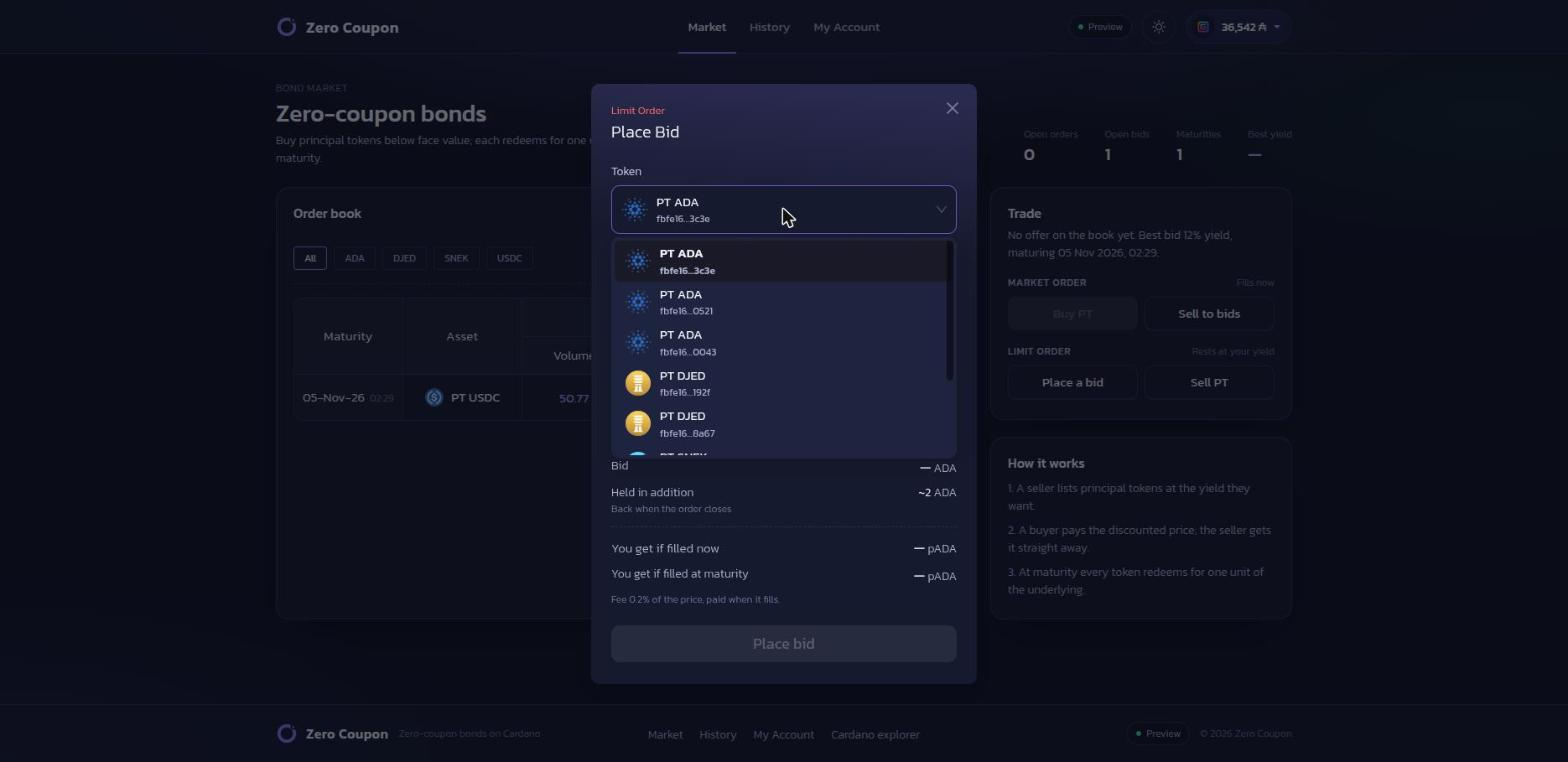 Zero Coupon
Market
History
My Account
Preview
36,542 ₳
BOND MARKET
Zero-coupon bonds
Buy principal tokens below face value; each redeems for one
maturity.
Open orders
0
Open bids
1
Maturities
1
Best yield
—
Order book
All
ADA
DJED
SNEK
USDC
Maturity
Asset
Volume
05-Nov-26 02:29
PT USDC
50.77
Limit Order
Place Bid
Token
PT ADA
fbfe16...3c3e
PT ADA
fbfe16...3c3e
PT ADA
fbfe16...0521
PT ADA
fbfe16...0043
PT DJED
fbfe16...192f
PT DJED
fbfe16...8a67
Bid
— ADA
Held in addition
~2 ADA
Back when the order closes
You get if filled now
— pADA
You get if filled at maturity
— pADA
Fee 0.2% of the price, paid when it fills.
Place bid
Trade
No offer on the book yet. Best bid 12% yield,
maturing 05 Nov 2026, 02:29.
MARKET ORDER
Fills now
Buy PT
Sell to bids
LIMIT ORDER
Rests at your yield
Place a bid
Sell PT
How it works
1. A seller lists principal tokens at the yield they
want.
2. A buyer pays the discounted price; the seller gets
it straight away.
3. At maturity every token redeems for one unit of
the underlying.
Zero Coupon
Zero-coupon bonds on Cardano
Market
History
My Account
Cardano explorer
Preview
© 2026 Zero Coupon